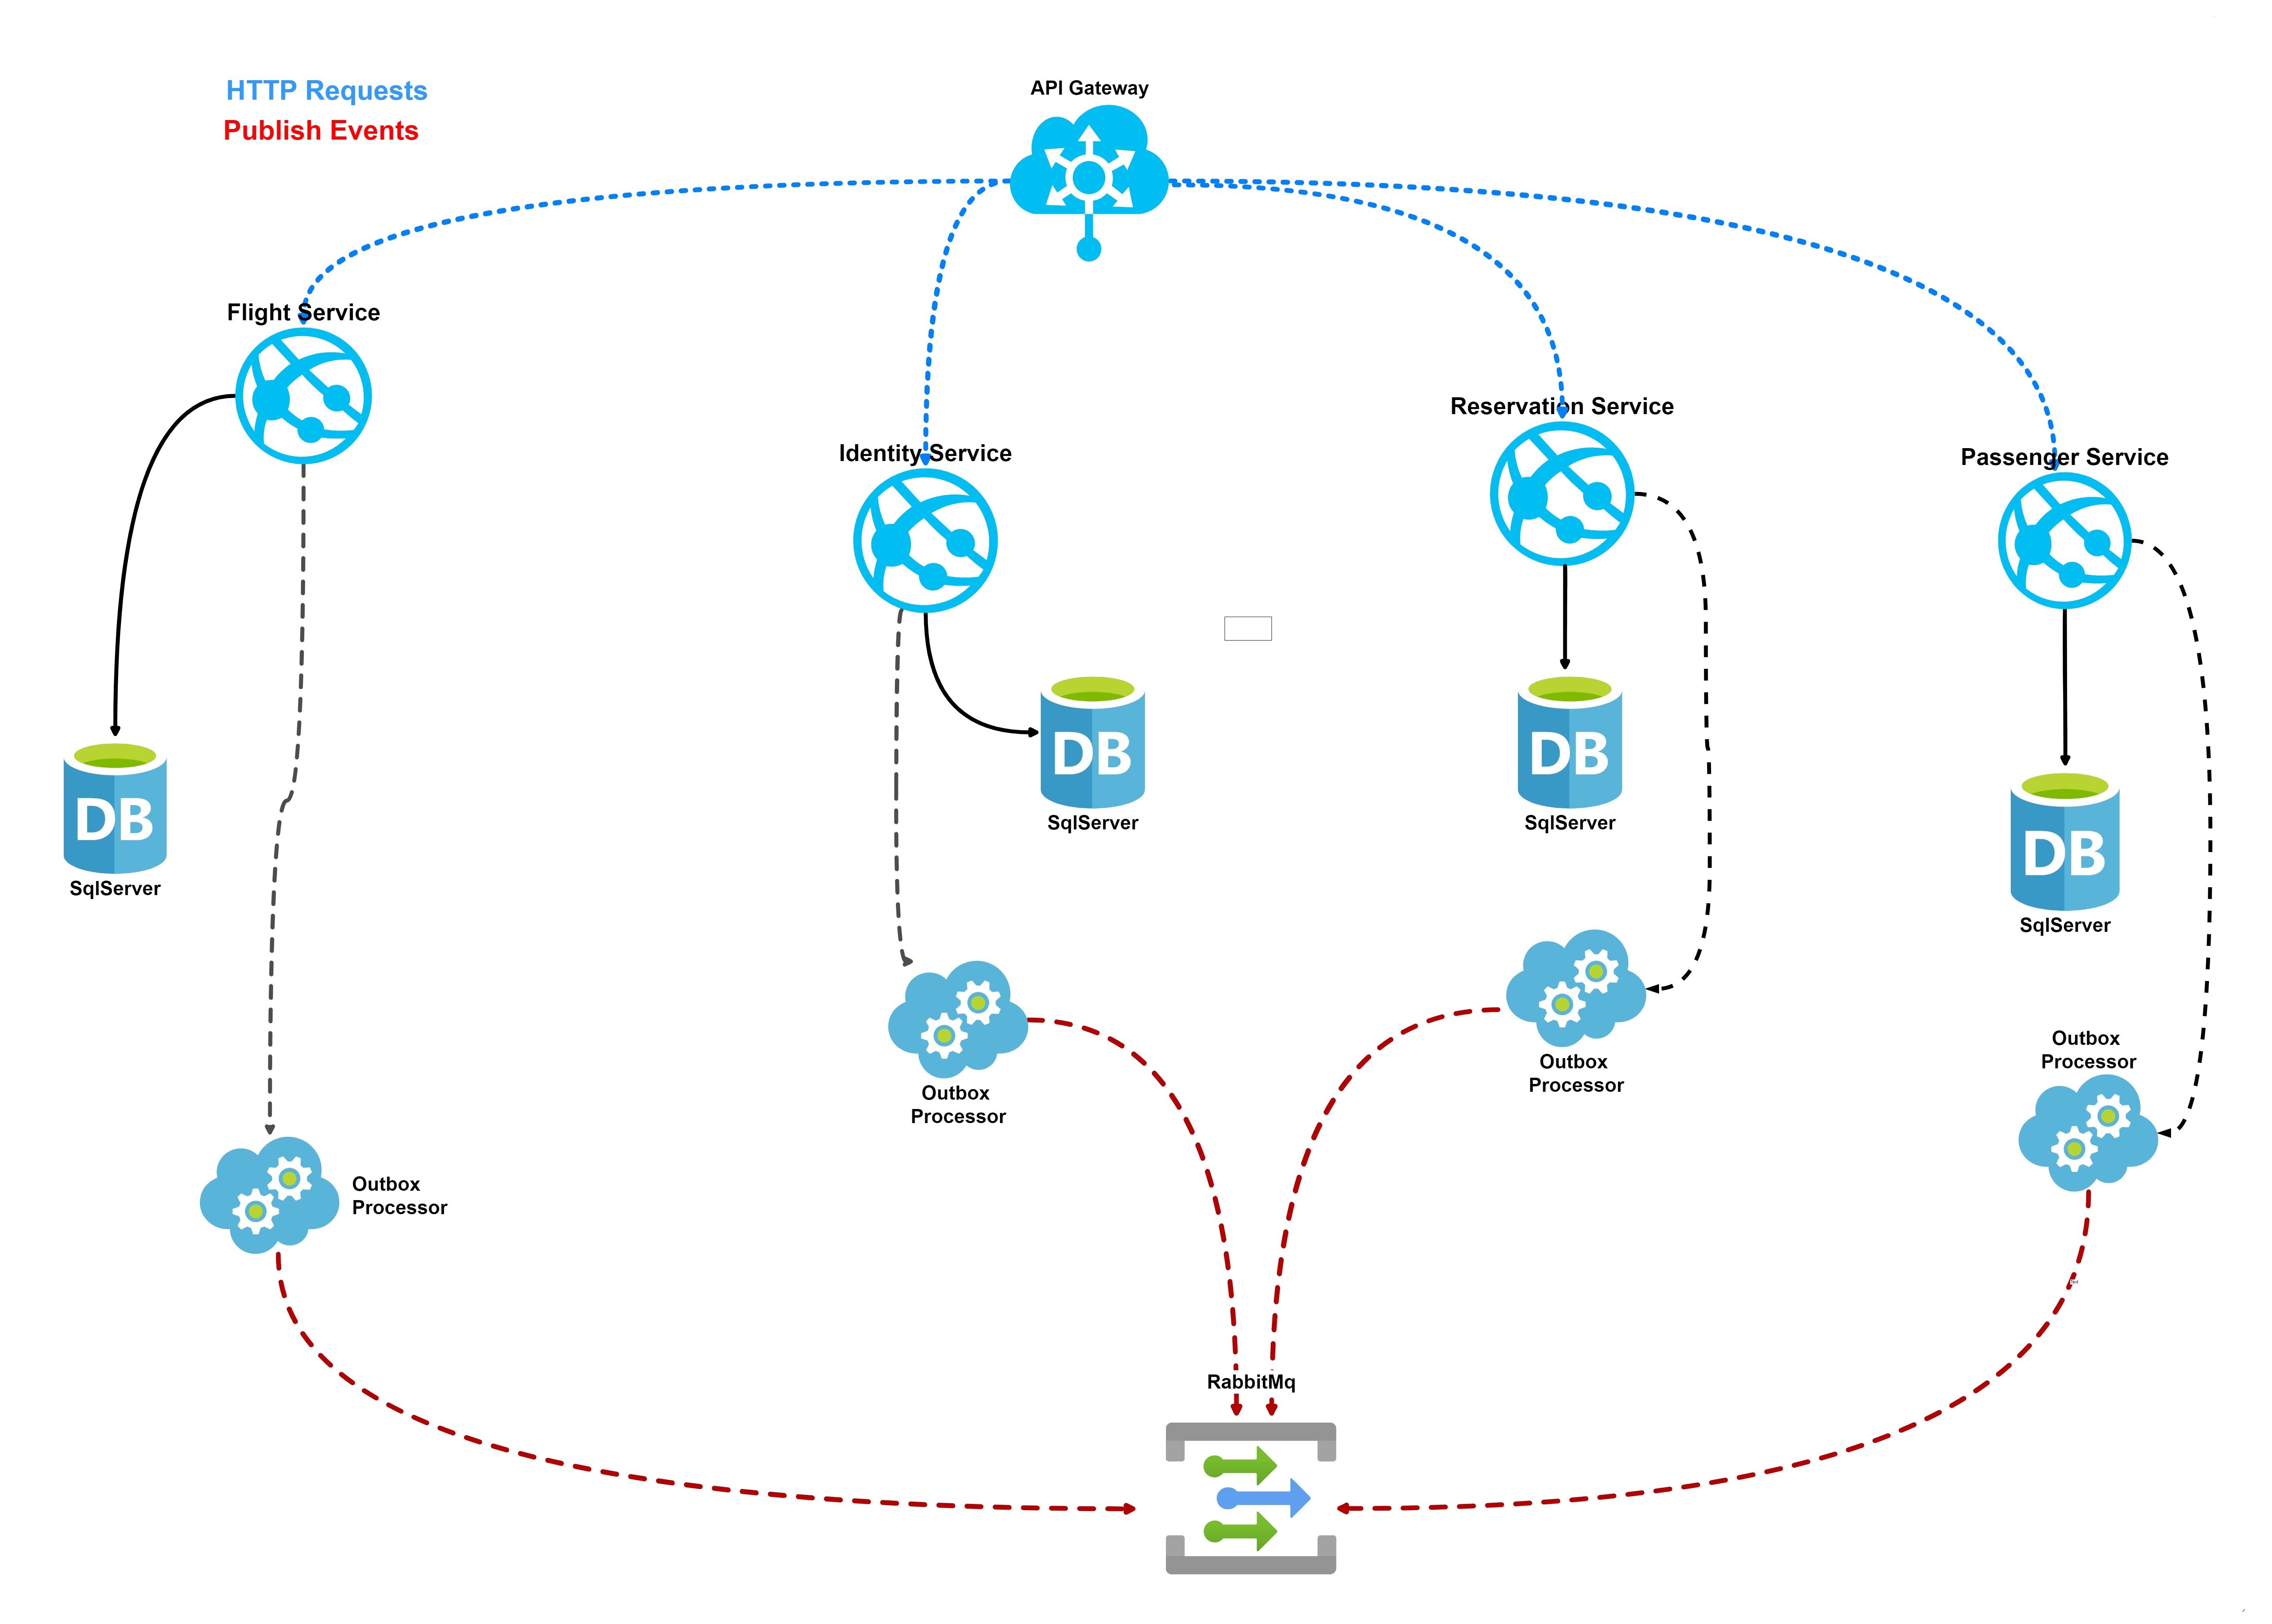 HTTP Requests
Publish Events
API Gateway
Flight Service
Identity Service
Reservation Service
Passenger Service
DB
SqlServer
DB
SqlServer
DB
SqlServer
DB
SqlServer
Outbox
Processor
Outbox
Processor
Outbox
Processor
Outbox
Processor
RabbitMq